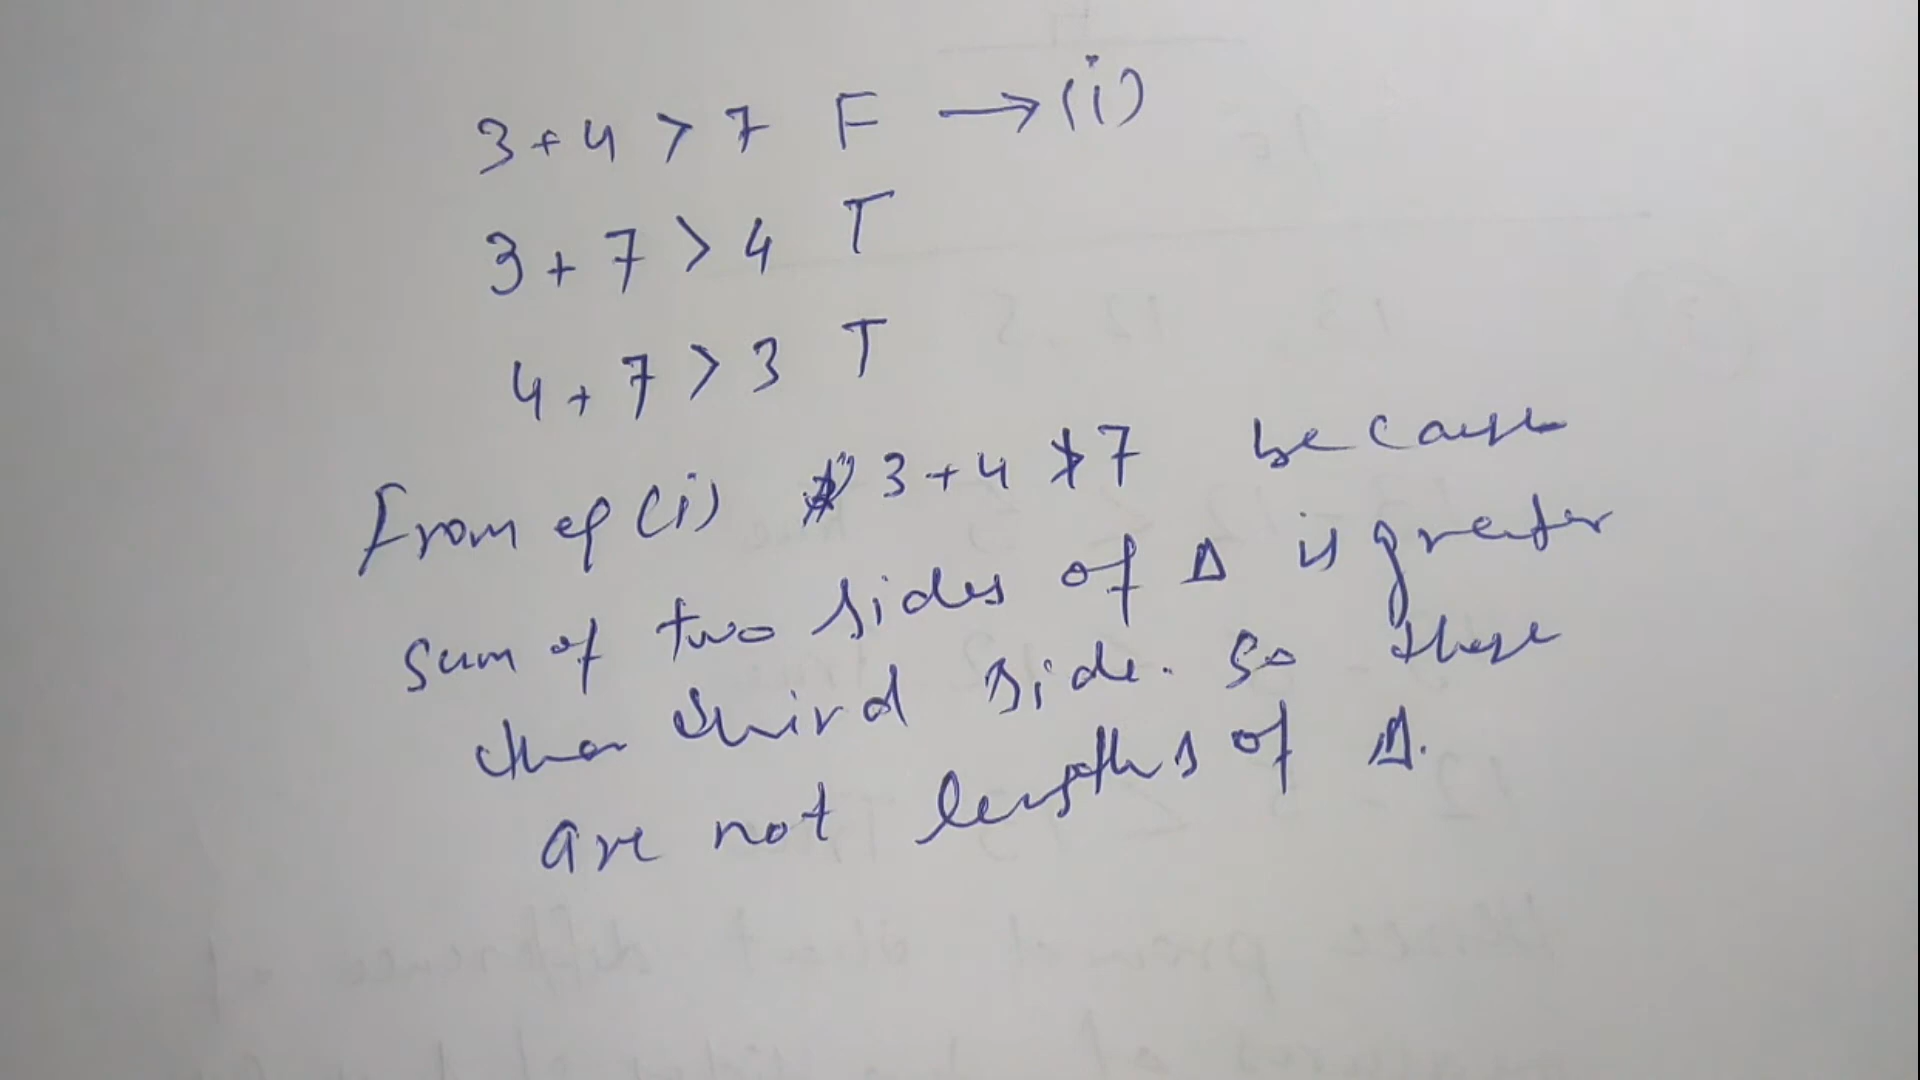 3+4 > 7 F → (i)
3+7 > 4 T
4+7 > 3 T
From eq (i) 3+4 ≯ 7 because
sum of two sides of Δ is greater
than third side. So these
are not lengths of Δ.